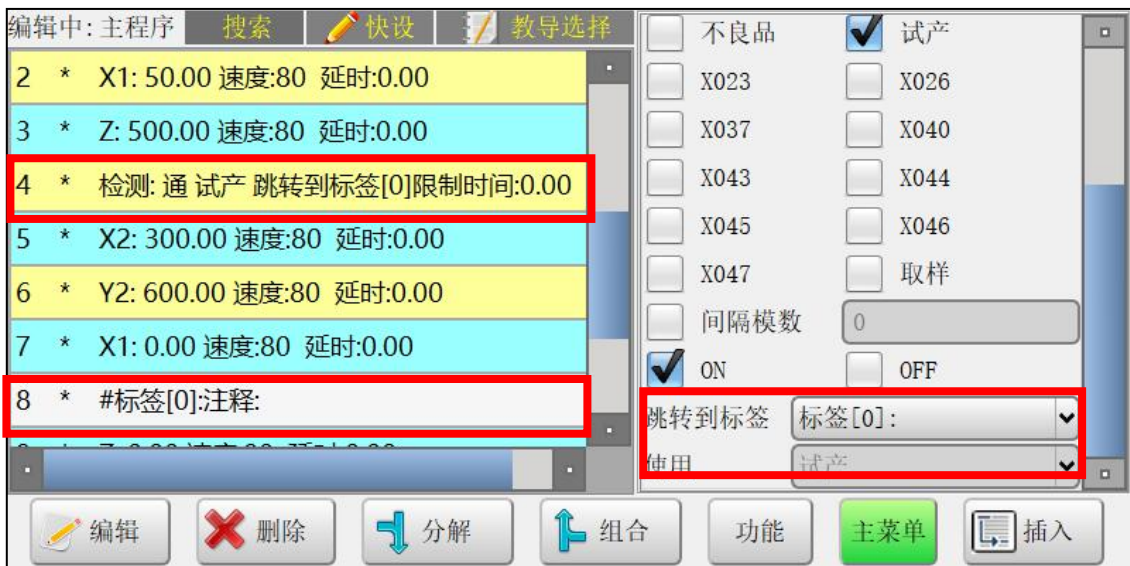 编辑中:主程序 搜索 快设 教导选择
2 * X1: 50.00 速度:80 延时:0.00
3 * Z: 500.00 速度:80 延时:0.00
4 * 检测: 通 试产 跳转到标签[0]限制时间:0.00
5 * X2: 300.00 速度:80 延时:0.00
6 * Y2: 600.00 速度:80 延时:0.00
7 * X1: 0.00 速度:80 延时:0.00
8 * #标签[0]:注释:
不良品 试产
X023 X026
X037 X040
X043 X044
X045 X046
X047 取样
间隔模数 0
ON OFF
跳转到标签 标签[0]:
使用 试产
编辑 删除 分解 组合 功能 主菜单 插入